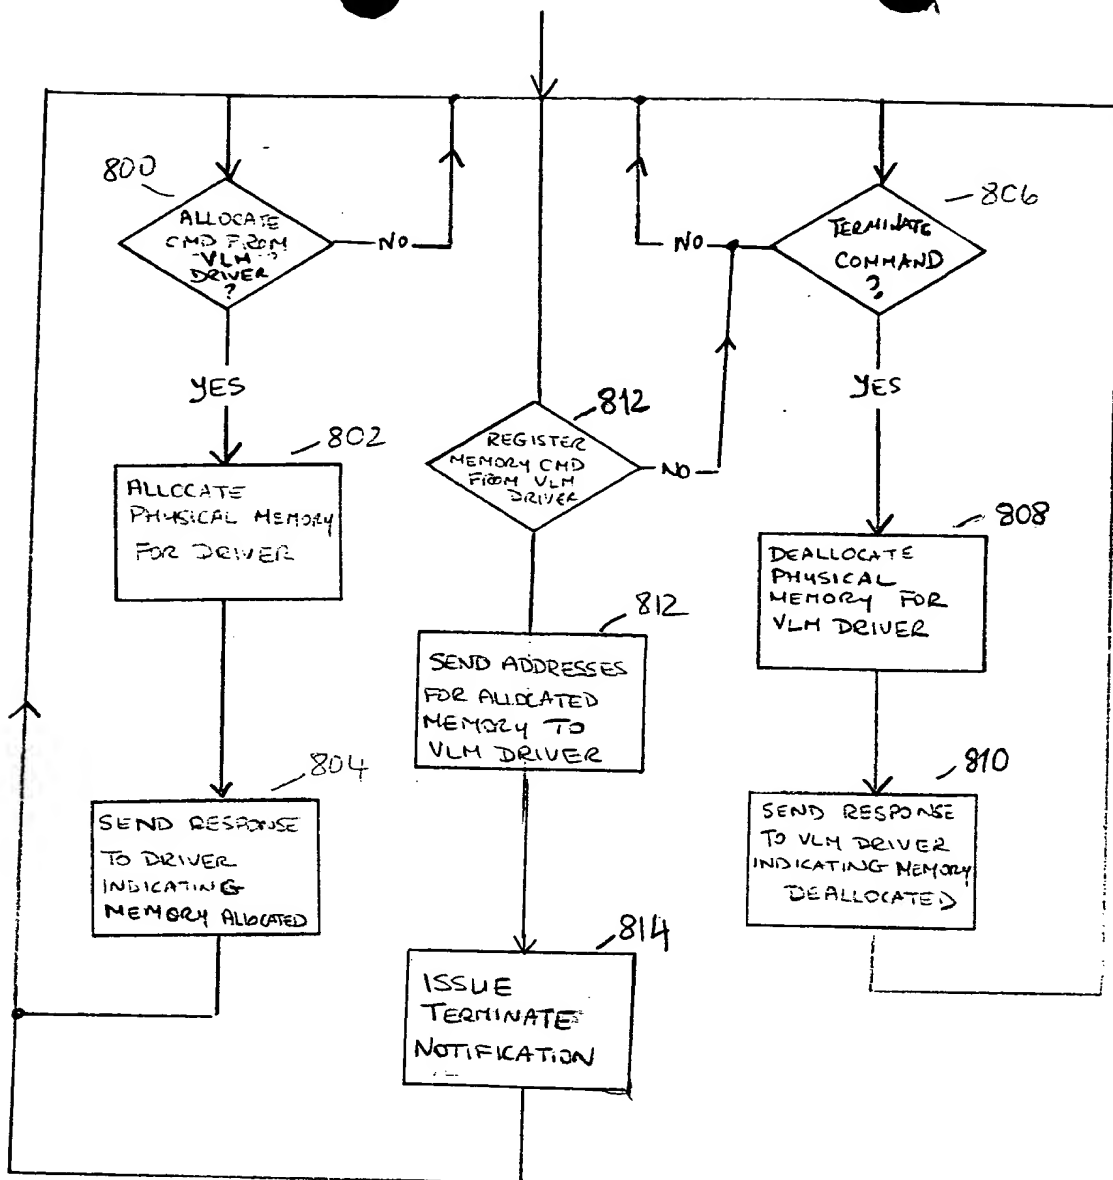 800
ALLOCATE
CMD FROM
VLM
DRIVER
?
NO
YES
802
ALLOCATE
PHYSICAL MEMORY
FOR DRIVER
804
SEND RESPONSE
TO DRIVER
INDICATING
MEMORY ALLOCATED
812
REGISTER
MEMORY CMD
FROM VLM
DRIVER
NO
812
SEND ADDRESSES
FOR ALLOCATED
MEMORY TO
VLM DRIVER
814
ISSUE
TERMINATE
NOTIFICATION
806
TERMINATE
COMMAND
?
NO
YES
808
DEALLOCATE
PHYSICAL
MEMORY FOR
VLM DRIVER
810
SEND RESPONSE
TO VLM DRIVER
INDICATING MEMORY
DEALLOCATED